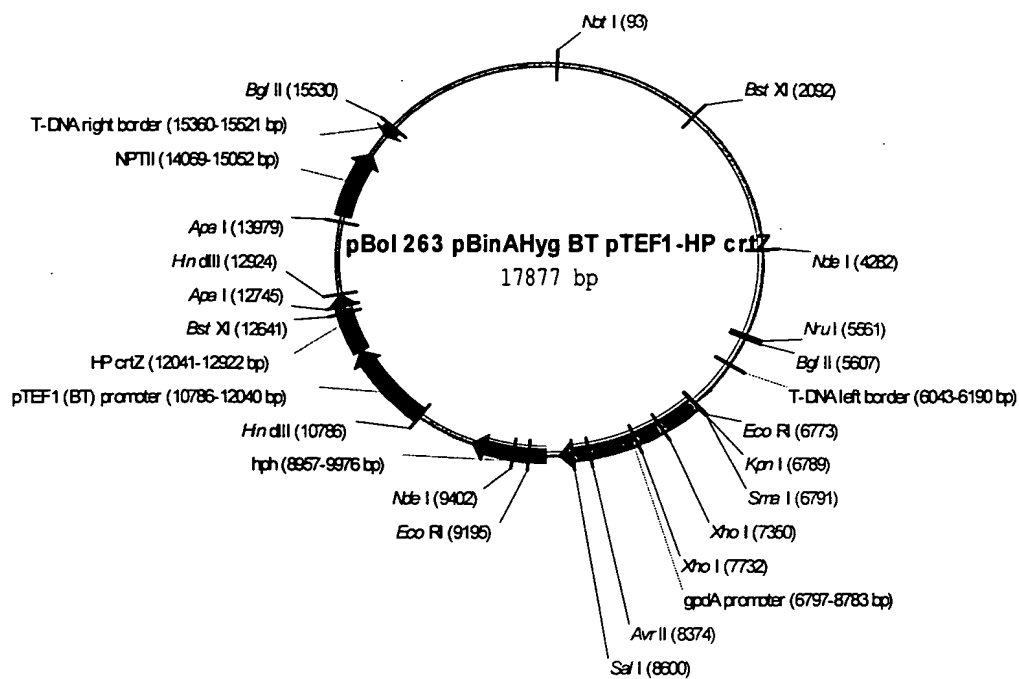 Not I (93)
Bst XI (2092)
Bgl II (15530)
T-DNA right border (15360-15521 bp)
NPTII (14069-15052 bp)
Apa I (13979)
pBol 263 pBinAHyg BT pTEF1-HP crtZ
17877 bp
Hin dIII (12924)
Nde I (4282)
Apa I (12745)
Bst XI (12641)
Nru I (5561)
HP crtZ (12041-12922 bp)
Bgl II (5607)
pTEF1 (BT) promoter (10786-12040 bp)
T-DNA left border (6043-6190 bp)
Hin dIII (10786)
Eco RI (6773)
hph (8957-9976 bp)
Kpn I (6789)
Nde I (9402)
Sma I (6791)
Eco RI (9195)
Xho I (7350)
Xho I (7732)
gpdA promoter (6797-8783 bp)
Avr II (8374)
Sal I (8600)